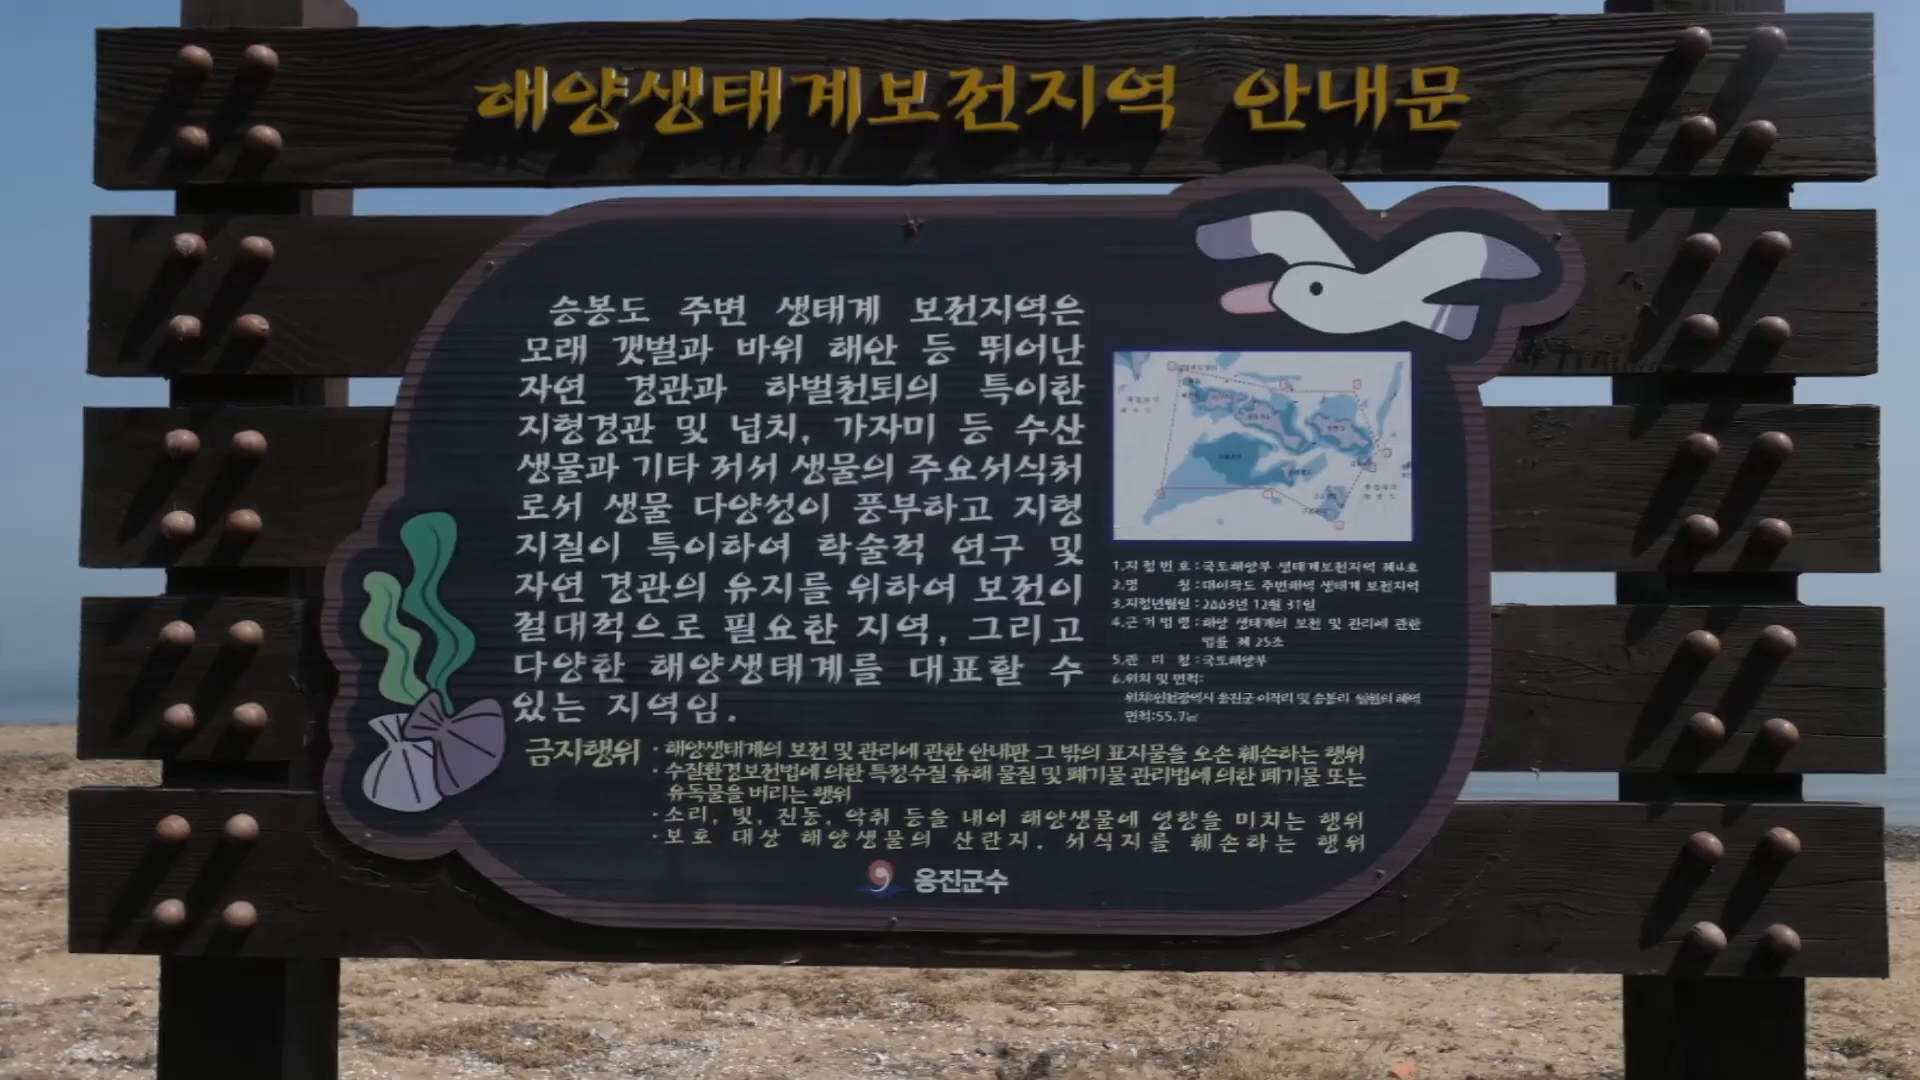 해양생태계보전지역 안내문
승봉도 주변 생태계 보전지역은
모래 갯벌과 바위 해안 등 뛰어난
자연 경관과 하벌천퇴의 특이한
지형경관 및 넙치, 가자미 등 수산
생물과 기타 저서 생물의 주요서식처
로서 생물 다양성이 풍부하고 지형
지질이 특이하여 학술적 연구 및
자연 경관의 유지를 위하여 보전이
절대적으로 필요한 지역, 그리고
다양한 해양생태계를 대표할 수
있는 지역임.
1.지정번호:국토해양부 생태계보전지역 제4호
2.명 칭:대이작도 주변해역 생태계 보전지역
3.지정년월일:2003년 12월 31일
4.근거법령:해양 생태계의 보전 및 관리에 관한
법률 제 25조
5.관 리 청:국토해양부
6.위치 및 면적:
위치:인천광역시 옹진군 이작리 및 승봉리 일원의 해역
면적:55.7㎢
금지행위 ·해양생태계의 보전 및 관리에 관한 안내판 그 밖의 표지물을 오손 훼손하는 행위
·수질환경보전법에 의한 특정수질 유해 물질 및 폐기물 관리법에 의한 폐기물 또는
유독물을 버리는 행위
·소리, 빛, 진동, 악취 등을 내어 해양생물에 영향을 미치는 행위
·보호 대상 해양생물의 산란지. 서식지를 훼손하는 행위
옹진군수